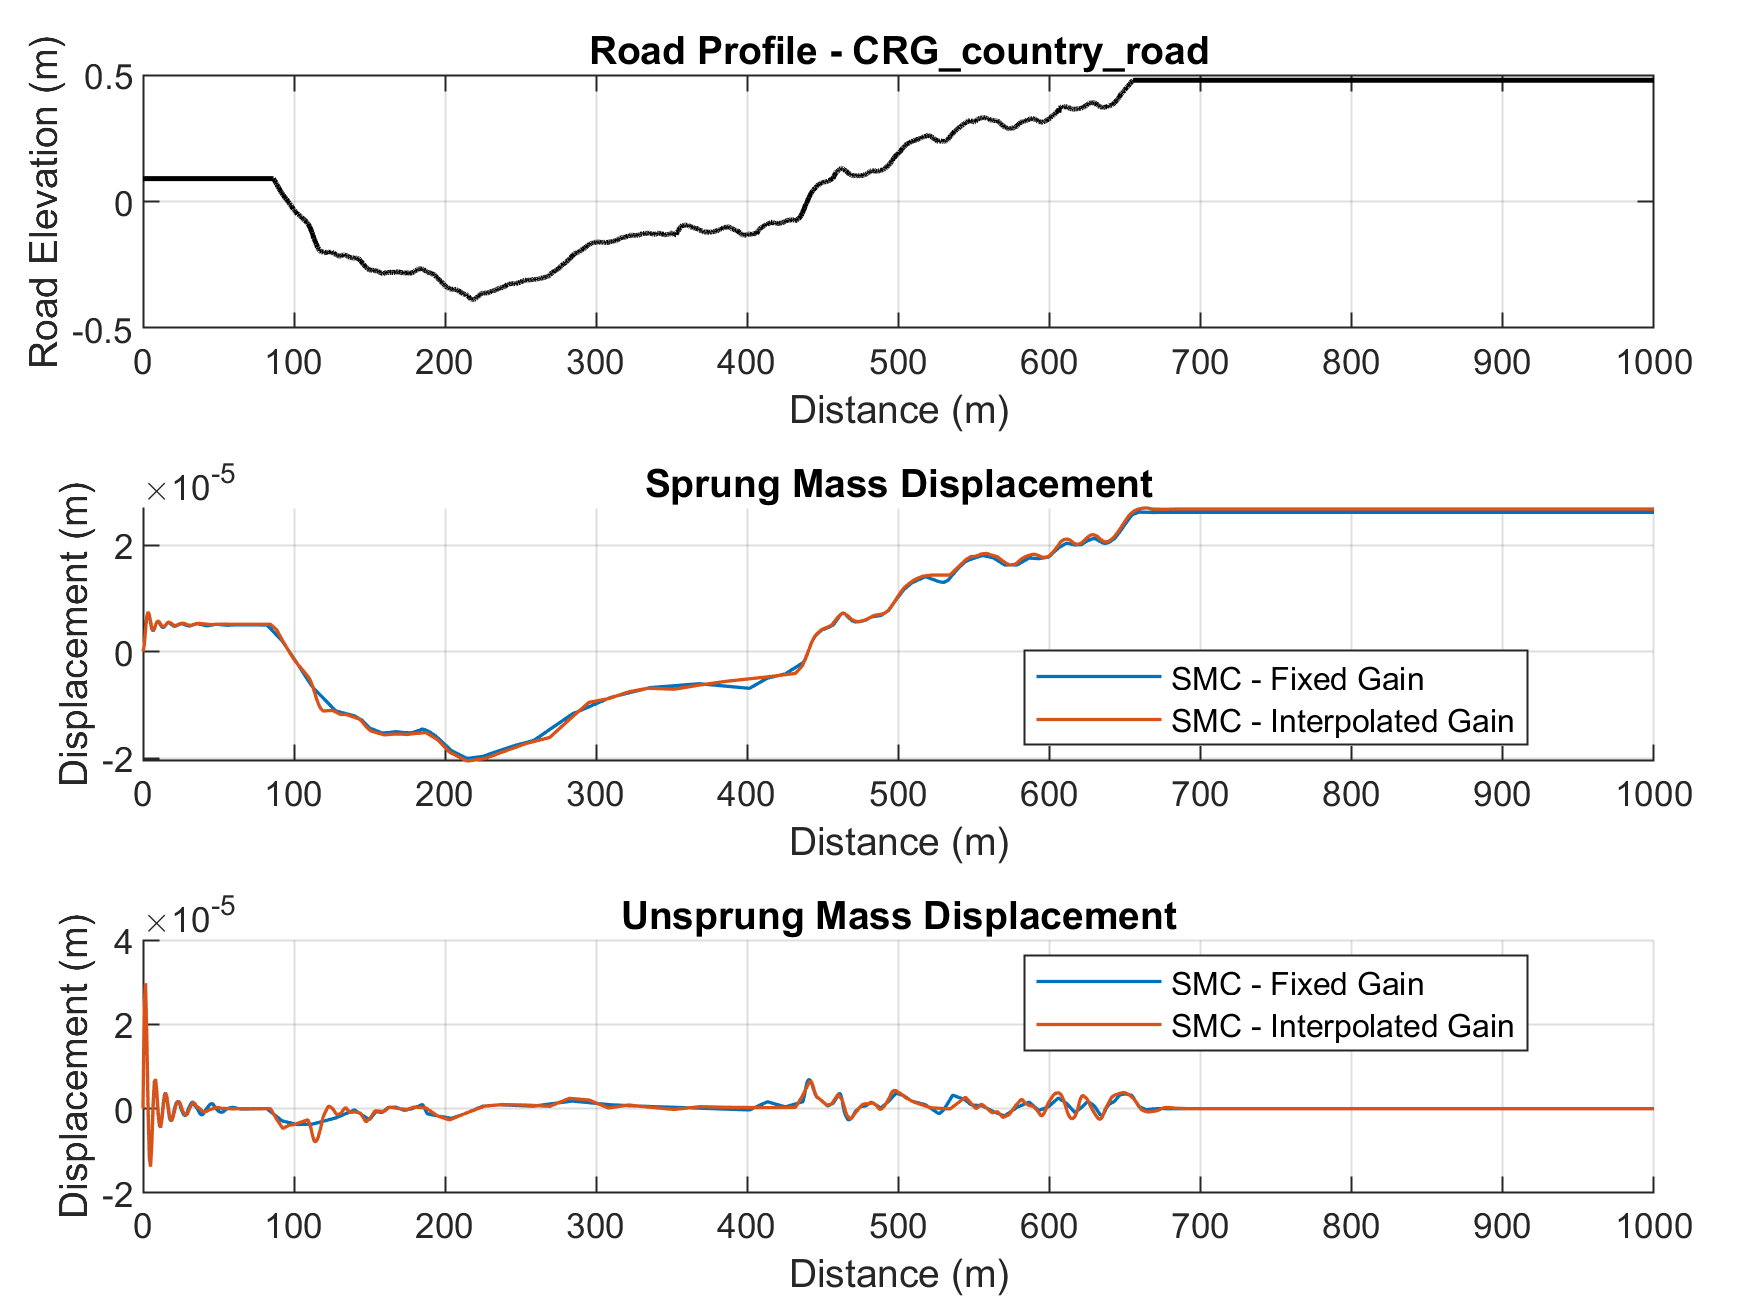 Road Profile - CRG_country_road
Road Elevation (m)
0.5
0
-0.5
0 100 200 300 400 500 600 700 800 900 1000
Distance (m)
Sprung Mass Displacement
×10-5
Displacement (m)
2
0
-2
SMC - Fixed Gain
SMC - Interpolated Gain
0 100 200 300 400 500 600 700 800 900 1000
Distance (m)
Unsprung Mass Displacement
×10-5
Displacement (m)
4
2
0
-2
SMC - Fixed Gain
SMC - Interpolated Gain
0 100 200 300 400 500 600 700 800 900 1000
Distance (m)